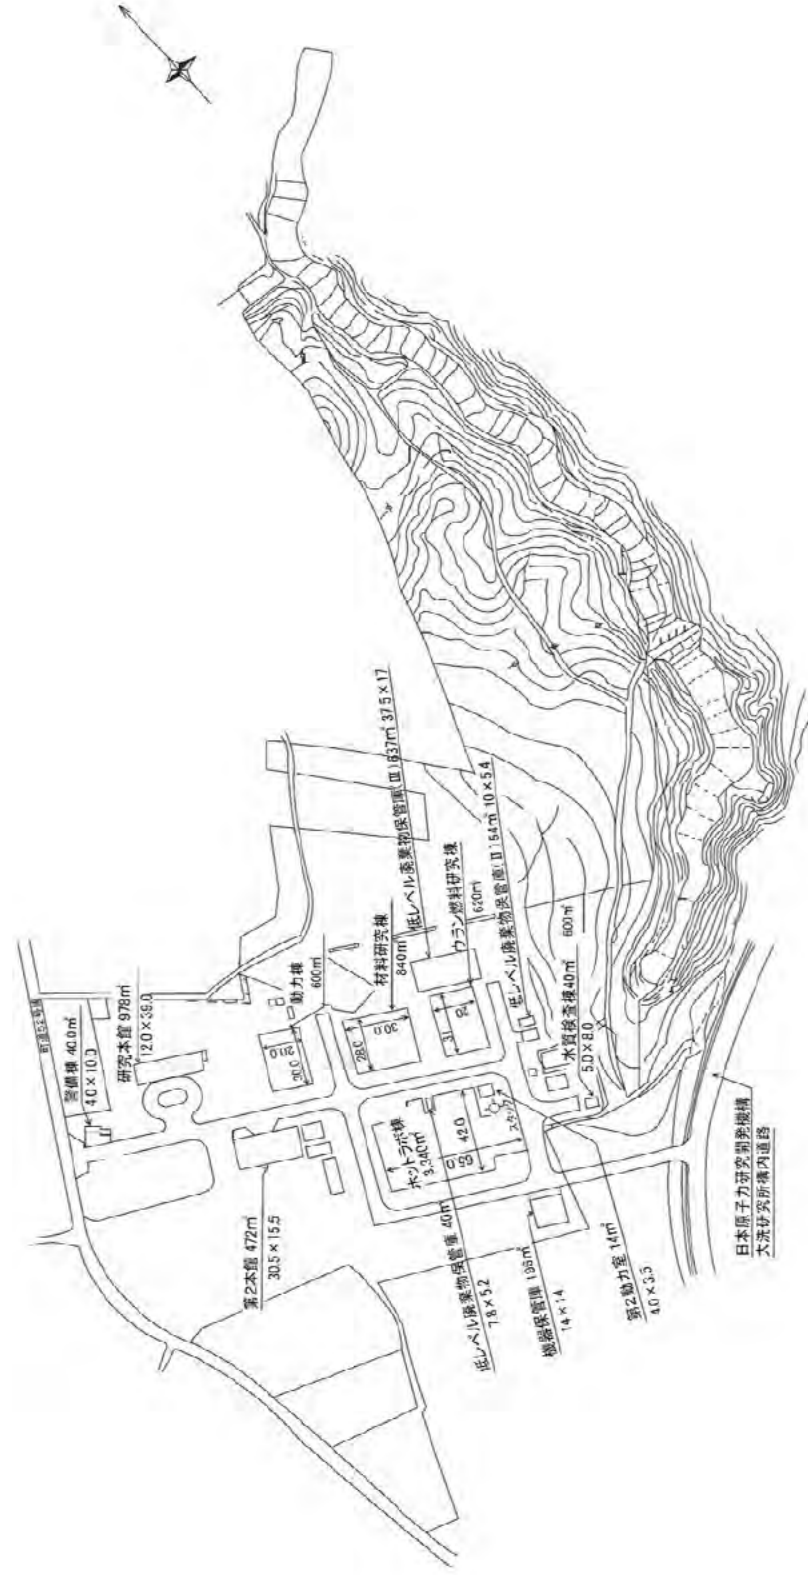 警備棟 40.0㎡
4.0×10.0
研究本館 978㎡
12.0×39.0
動力棟
600㎡
材料研究棟
840㎡
低レベル廃棄物保管庫(Ⅲ)637㎡ 37.5×17
ウラン燃料研究棟
620㎡
低レベル廃棄物保管庫(Ⅱ)54㎡ 10×5.4
600㎡
水質検査棟40㎡
5.0×8.0
30.0
28.0
31
ホットラボ棟
3,340㎡
42.0
スタック
第2本館 472㎡
30.5×15.5
低レベル廃棄物保管庫 40㎡
7.8×5.2
機器保管庫 196㎡
14×14
第2動力室 14㎡
4.0×3.5
日本原子力研究開発機構
大洗研究所構内道路